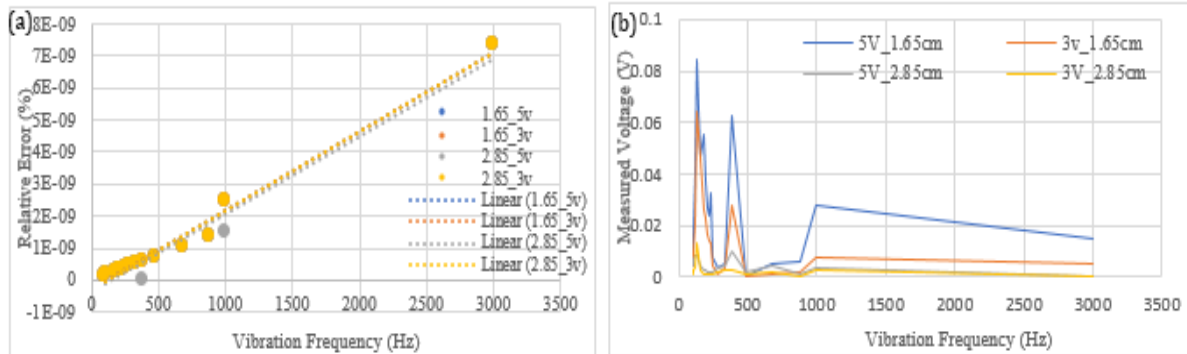 (a)
8E-09
7E-09
6E-09
5E-09
4E-09
3E-09
2E-09
1E-09
0
-1E-09
Relative Error (%)
0 500 1000 1500 2000 2500 3000 3500
Vibration Frequency (Hz)
1.65_5v
1.65_3v
2.85_5v
2.85_3v
Linear (1.65_5v)
Linear (1.65_3v)
Linear (2.85_5v)
Linear (2.85_3v)
(b)
0.1
0.08
0.06
0.04
0.02
0
Measured Voltage (V)
0 500 1000 1500 2000 2500 3000 3500
Vibration Frequency (Hz)
5V_1.65cm 3v_1.65cm
5V_2.85cm 3V_2.85cm